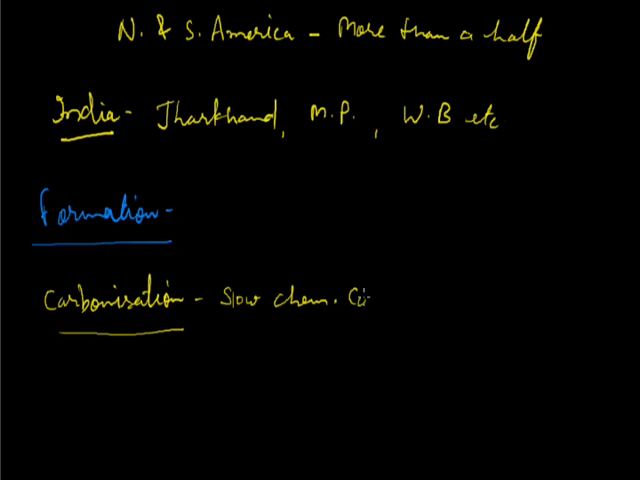 N. & S. America - More than a half
India - Jharkhand, M.P., W.B etc
Formation -
Carbonisation - Slow chem.